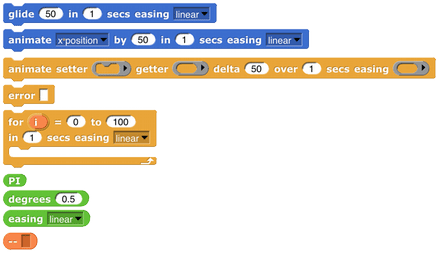 glide 50 in 1 secs easing linear
animate x-position by 50 in 1 secs easing linear
animate setter getter delta 50 over 1 secs easing
error
for i = 0 to 100
in 1 secs easing linear
PI
degrees 0.5
easing linear
--